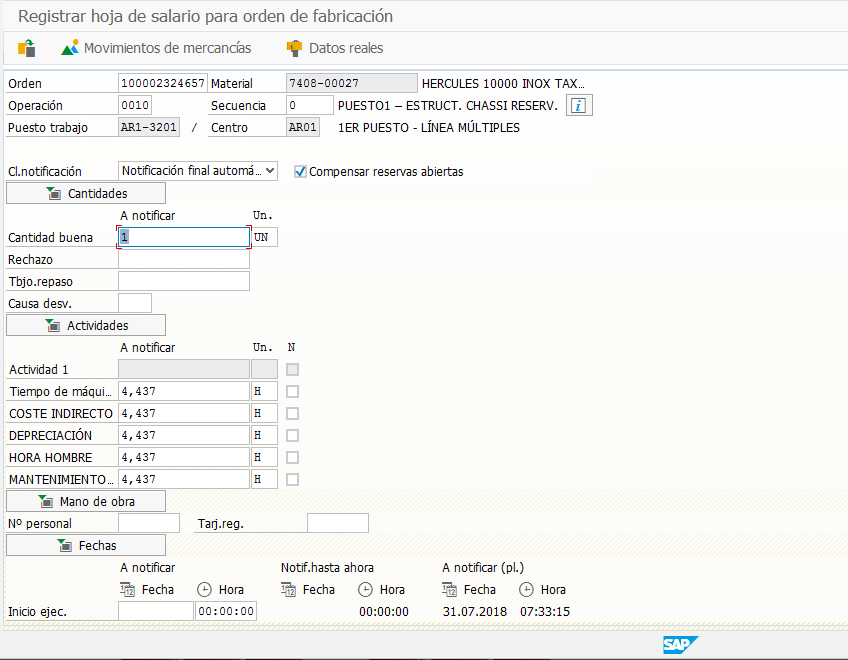 Registrar hoja de salario para orden de fabricación
Movimientos de mercancías Datos reales
Orden 100002324657 Material 7408-00027 HERCULES 10000 INOX TAX…
Operación 0010 Secuencia 0 PUESTO1 – ESTRUCT. CHASSI RESERV.
Puesto trabajo AR1-3201 / Centro AR01 1ER PUESTO - LÍNEA MÚLTIPLES
Cl.notificación Notificación final automá… Compensar reservas abiertas
Cantidades
A notificar Un.
Cantidad buena 1 UN
Rechazo
Tbjo.repaso
Causa desv.
Actividades
A notificar Un. N
Actividad 1
Tiempo de máqui… 4,437 H
COSTE INDIRECTO 4,437 H
DEPRECIACIÓN 4,437 H
HORA HOMBRE 4,437 H
MANTENIMIENTO… 4,437 H
Mano de obra
Nº personal Tarj.reg.
Fechas
A notificar Notif.hasta ahora A notificar (pl.)
Fecha Hora Fecha Hora Fecha Hora
Inicio ejec. 00:00:00 00:00:00 31.07.2018 07:33:15
SAP